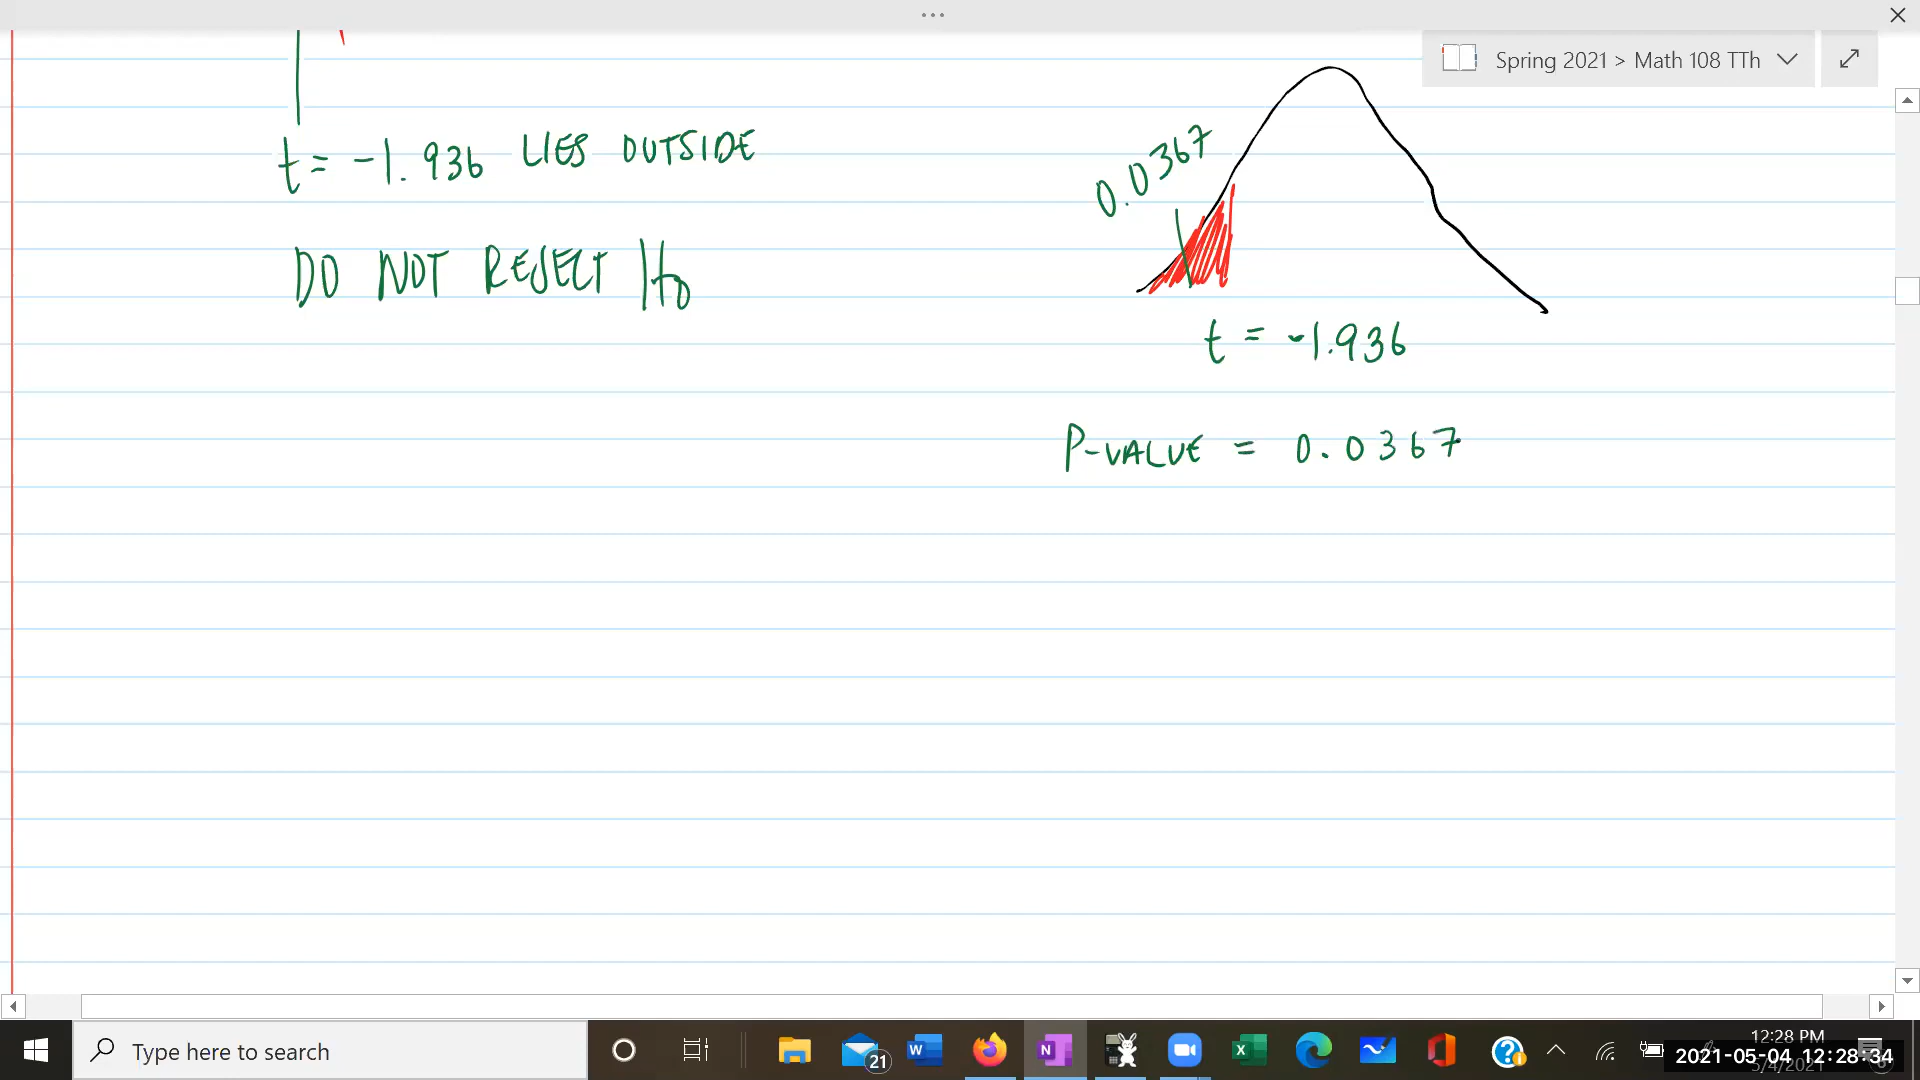 Spring 2021 > Math 108 TTh
t = -1.936 LIES OUTSIDE
DO NOT REJECT H0
0.0367
t = -1.936
P-VALUE = 0.0367
Type here to search
21
12:28 PM
2021-05-04 12:28:34